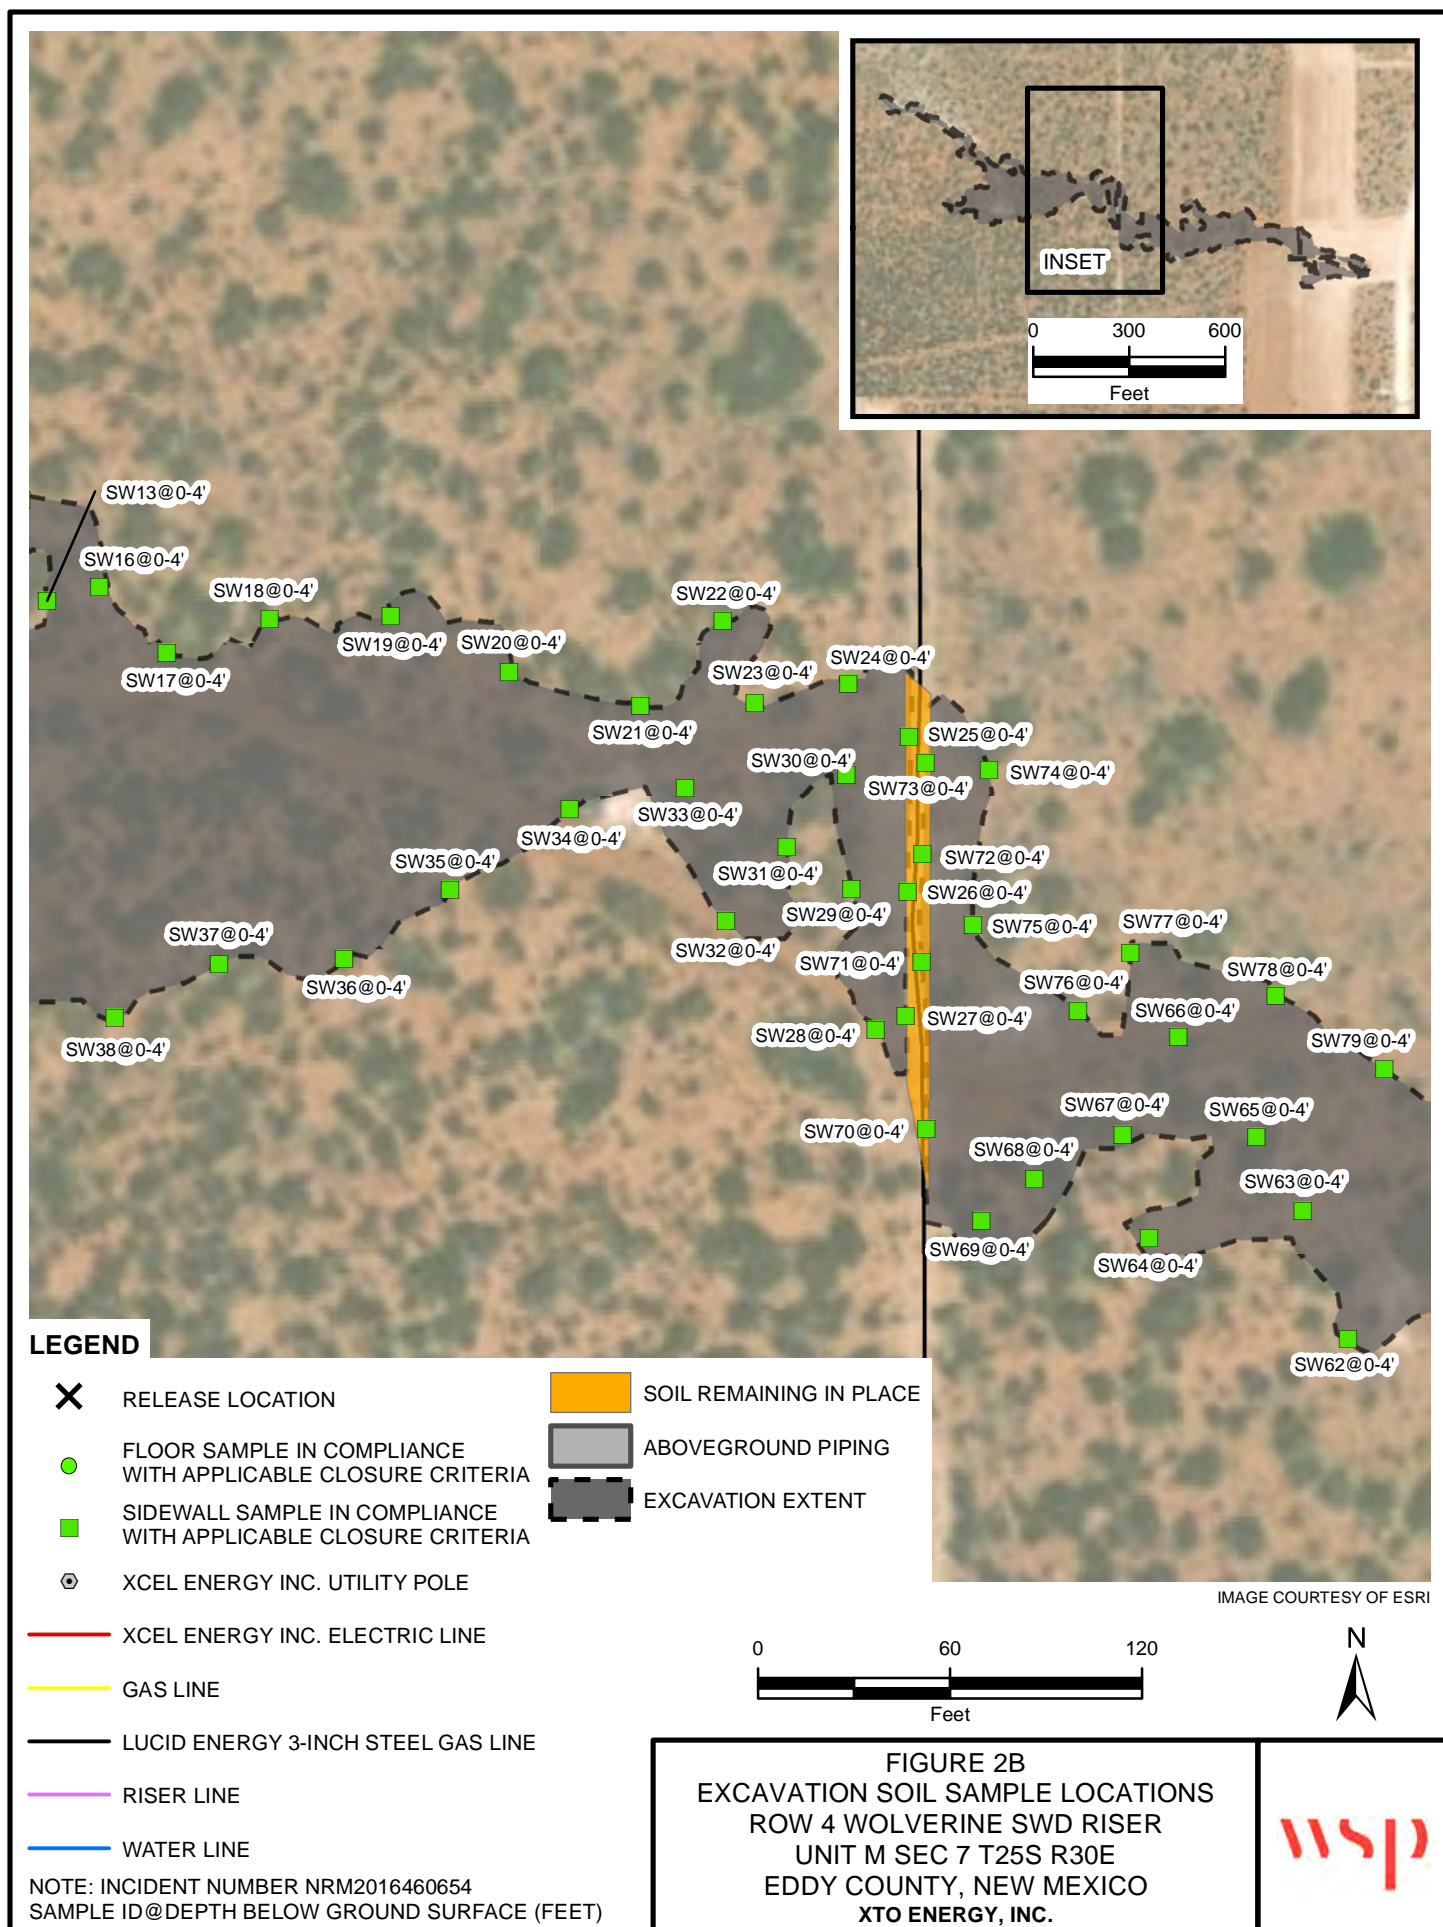 INSET
0 300 600
Feet
SW13@0-4'
SW16@0-4'
SW18@0-4'
SW22@0-4'
SW19@0-4'
SW20@0-4'
SW24@0-4'
SW17@0-4'
SW23@0-4'
SW21@0-4'
SW25@0-4'
SW30@0-4'
SW74@0-4'
SW73@0-4'
SW33@0-4'
SW34@0-4'
SW72@0-4'
SW35@0-4'
SW31@0-4'
SW26@0-4'
SW29@0-4'
SW75@0-4'
SW77@0-4'
SW32@0-4'
SW37@0-4'
SW71@0-4'
SW78@0-4'
SW36@0-4'
SW76@0-4'
SW66@0-4'
SW27@0-4'
SW28@0-4'
SW79@0-4'
SW38@0-4'
SW67@0-4'
SW65@0-4'
SW70@0-4'
SW68@0-4'
SW63@0-4'
SW69@0-4'
SW64@0-4'
SW62@0-4'
LEGEND
RELEASE LOCATION
FLOOR SAMPLE IN COMPLIANCE
WITH APPLICABLE CLOSURE CRITERIA
SIDEWALL SAMPLE IN COMPLIANCE
WITH APPLICABLE CLOSURE CRITERIA
XCEL ENERGY INC. UTILITY POLE
XCEL ENERGY INC. ELECTRIC LINE
GAS LINE
LUCID ENERGY 3-INCH STEEL GAS LINE
RISER LINE
WATER LINE
SOIL REMAINING IN PLACE
ABOVEGROUND PIPING
EXCAVATION EXTENT
NOTE: INCIDENT NUMBER NRM2016460654
SAMPLE ID@DEPTH BELOW GROUND SURFACE (FEET)
IMAGE COURTESY OF ESRI
0 60 120
Feet
N
FIGURE 2B
EXCAVATION SOIL SAMPLE LOCATIONS
ROW 4 WOLVERINE SWD RISER
UNIT M SEC 7 T25S R30E
EDDY COUNTY, NEW MEXICO
XTO ENERGY, INC.
wsp